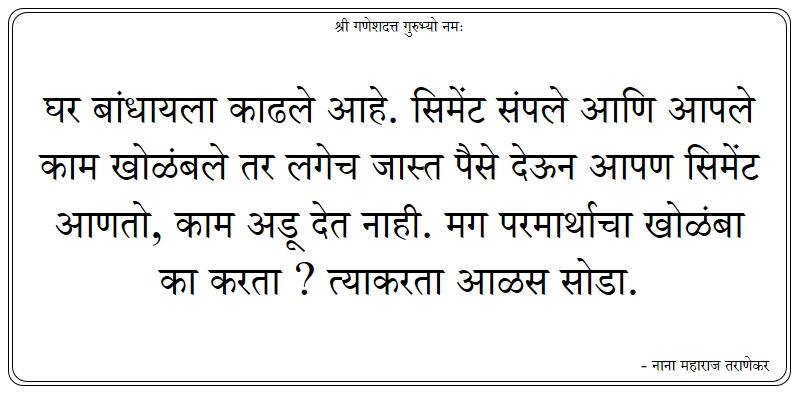 श्री गणेशदत्त गुरुभ्यो नमः
घर बांधायला काढले आहे. सिमेंट संपले आणि आपले
काम खोळंबले तर लगेच जास्त पैसे देऊन आपण सिमेंट
आणतो, काम अडू देत नाही. मग परमार्थाचा खोळंबा
का करता ? त्याकरता आळस सोडा.
- नाना महाराज तराणेकर